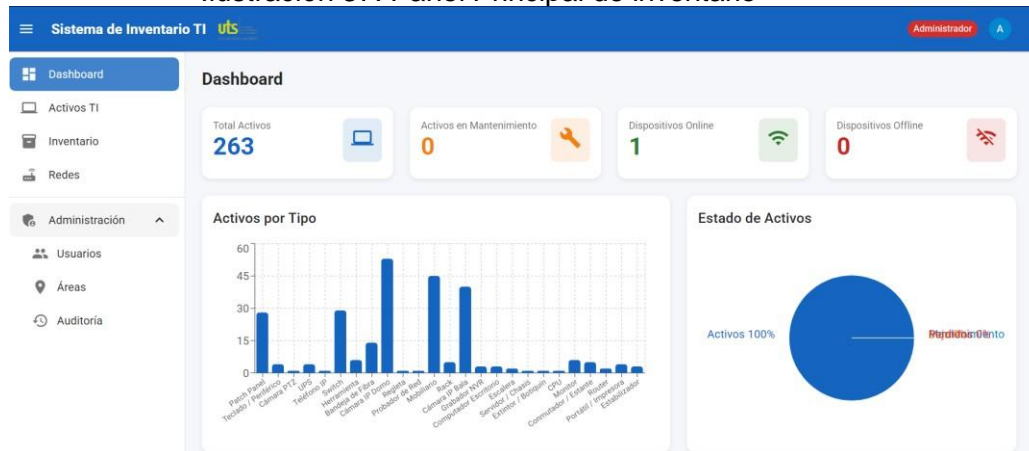 Sistema de Inventario TI uts
Administrador A
Dashboard
Activos TI
Inventario
Redes
Administración
Usuarios
Áreas
Auditoría
Dashboard
Total Activos
263
Activos en Mantenimiento
0
Dispositivos Online
1
Dispositivos Offline
0
Activos por Tipo
60
45
30
15
0
Patch Panel
Teclado / Periférico
Cámara PTZ
UPS
Teléfono IP
Switch
Herramienta
Bandeja de Fibra
Cámara IP Domo
Regleta
Probador de Red
Mobiliario
Rack
Cámara IP Bala
Grabador NVR
Computador Escritorio
Escalera
Servidor / Chasis
Extintor / Botiquín
CPU
Monitor
Conmutador / Estante
Router
Portátil / Impresora
Estabilizador
Estado de Activos
Activos 100%